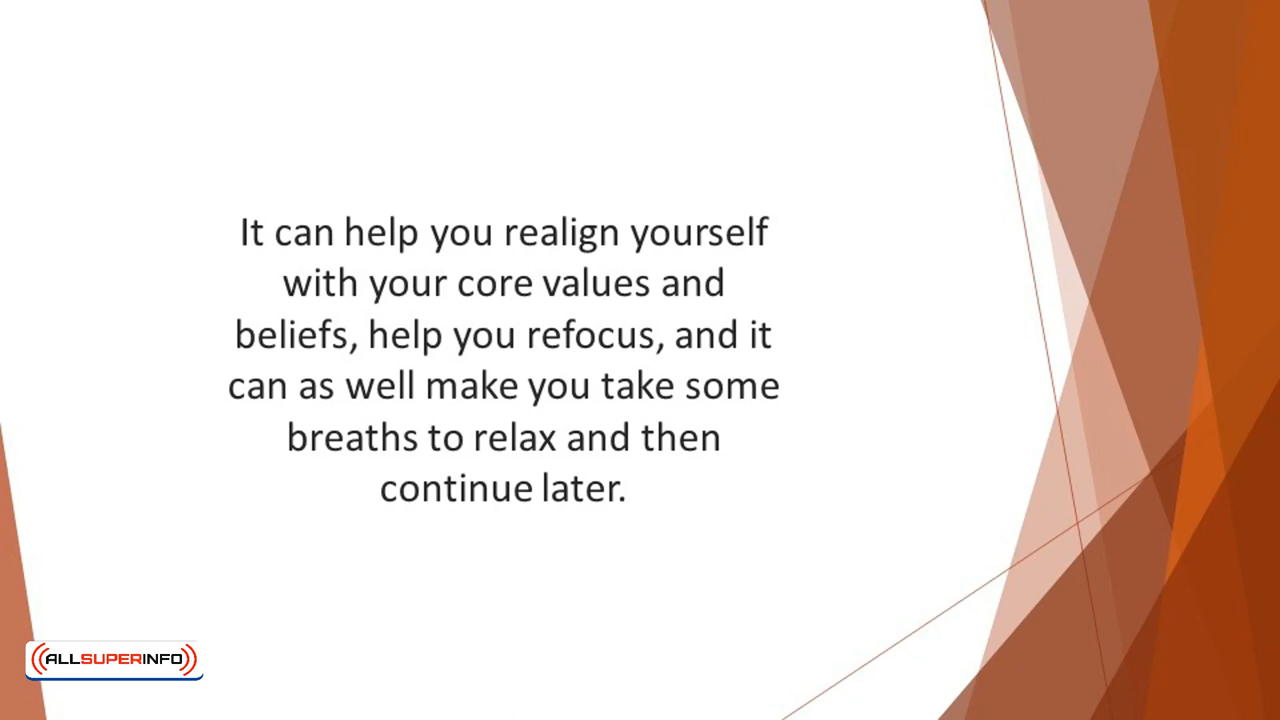 It can help you realign yourself
with your core values and
beliefs, help you refocus, and it
can as well make you take some
breaths to relax and then
continue later.
ALLSUPERINFO